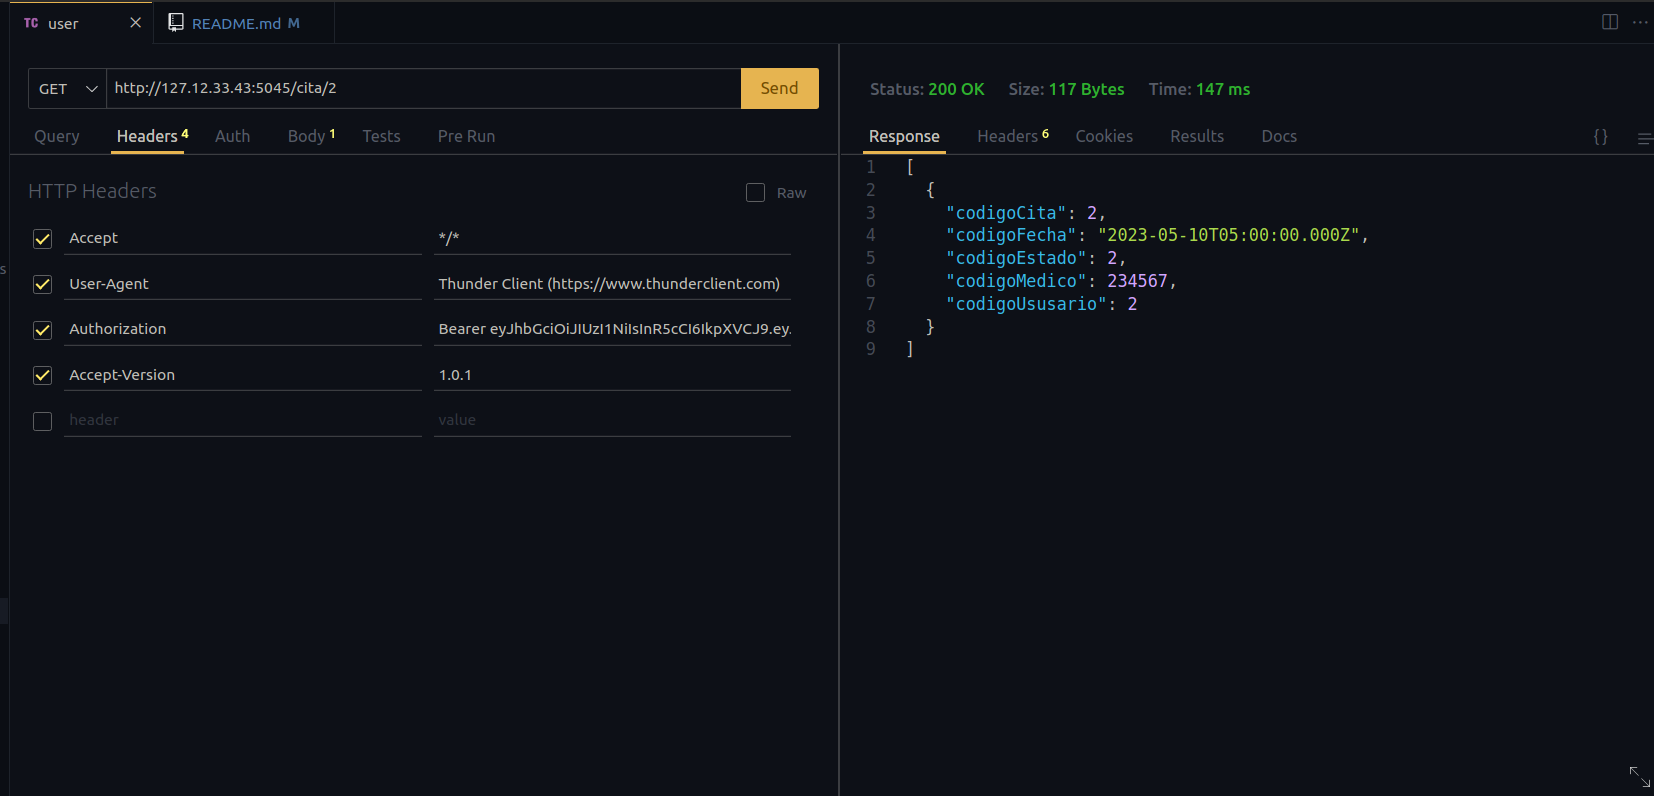 TC user
README.md M
GET http://127.12.33.43:5045/cita/2 Send
Query Headers 4 Auth Body 1 Tests Pre Run
HTTP Headers Raw
Accept */*
User-Agent Thunder Client (https://www.thunderclient.com)
Authorization Bearer eyJhbGciOiJIUzI1NiIsInR5cCI6IkpXVCJ9.ey.
Accept-Version 1.0.1
header value
s
Status: 200 OK Size: 117 Bytes Time: 147 ms
Response Headers 6 Cookies Results Docs {}
1 [
2 {
3 "codigoCita": 2,
4 "codigoFecha": "2023-05-10T05:00:00.000Z",
5 "codigoEstado": 2,
6 "codigoMedico": 234567,
7 "codigoUsusario": 2
8 }
9 ]